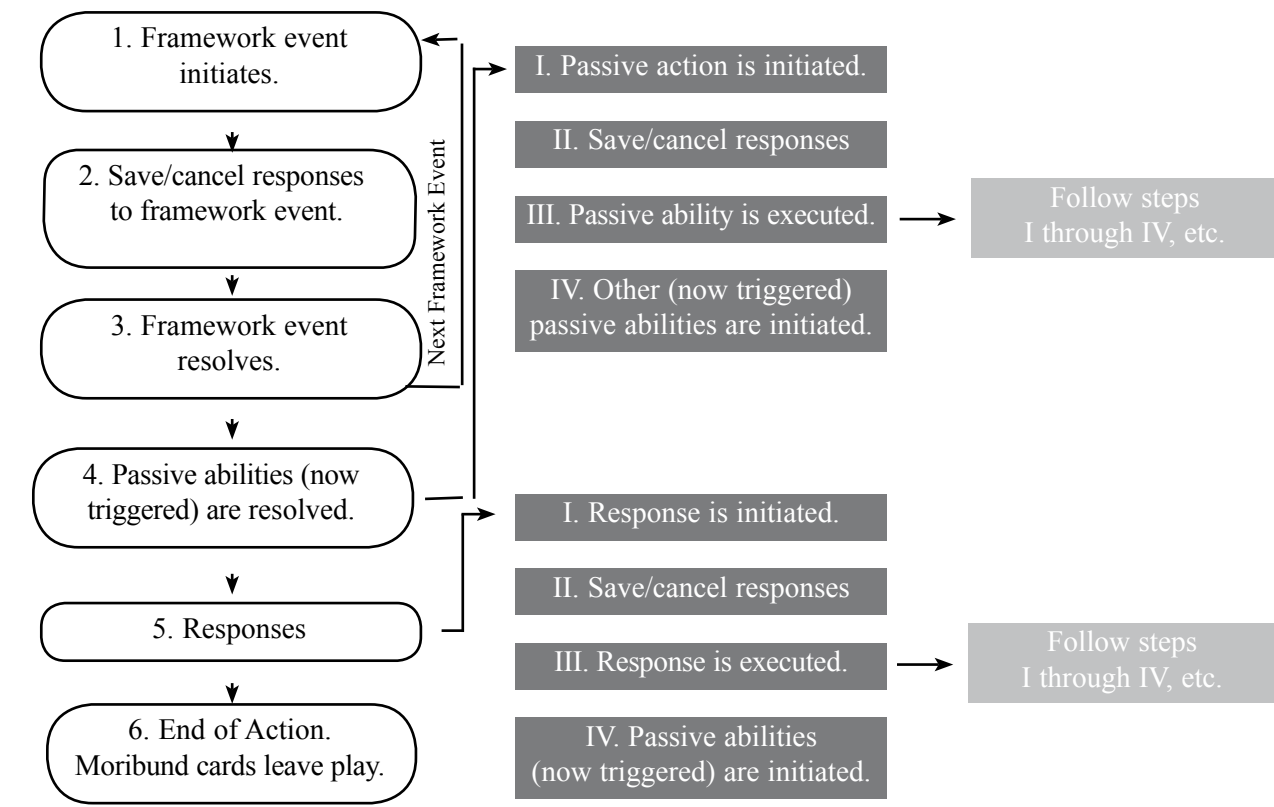 1. Framework event
initiates.
2. Save/cancel responses
to framework event.
3. Framework event
resolves.
Next Framework Event
4. Passive abilities (now
triggered) are resolved.
5. Responses
6. End of Action.
Moribund cards leave play.
I. Passive action is initiated.
II. Save/cancel responses
III. Passive ability is executed.
Follow steps
I through IV, etc.
IV. Other (now triggered)
passive abilities are initiated.
I. Response is initiated.
II. Save/cancel responses
III. Response is executed.
Follow steps
I through IV, etc.
IV. Passive abilities
(now triggered) are initiated.